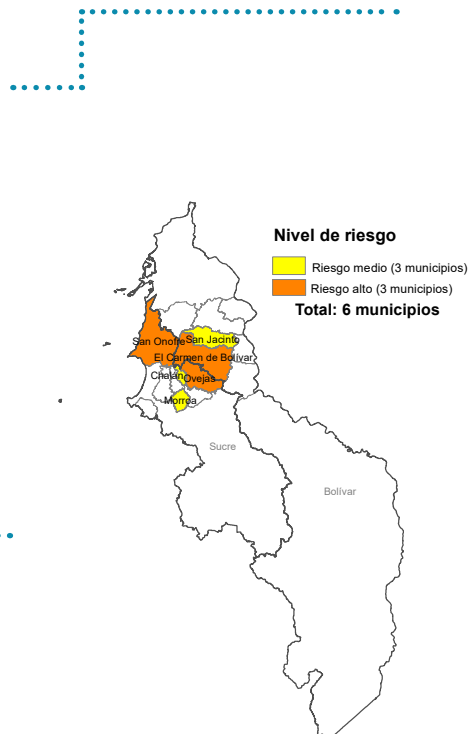 Nivel de riesgo
Riesgo medio (3 municipios)
Riesgo alto (3 municipios)
Total: 6 municipios
San Onofre
San Jacinto
El Carmen de Bolívar
Chalán
Ovejas
Morroa
Sucre
Bolívar